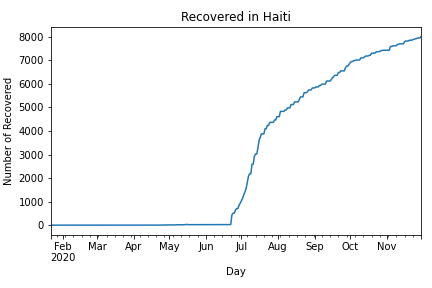 Recovered in Haiti
Number of Recovered
8000
7000
6000
5000
4000
3000
2000
1000
0
Feb Mar Apr May Jun Jul Aug Sep Oct Nov
2020
Day